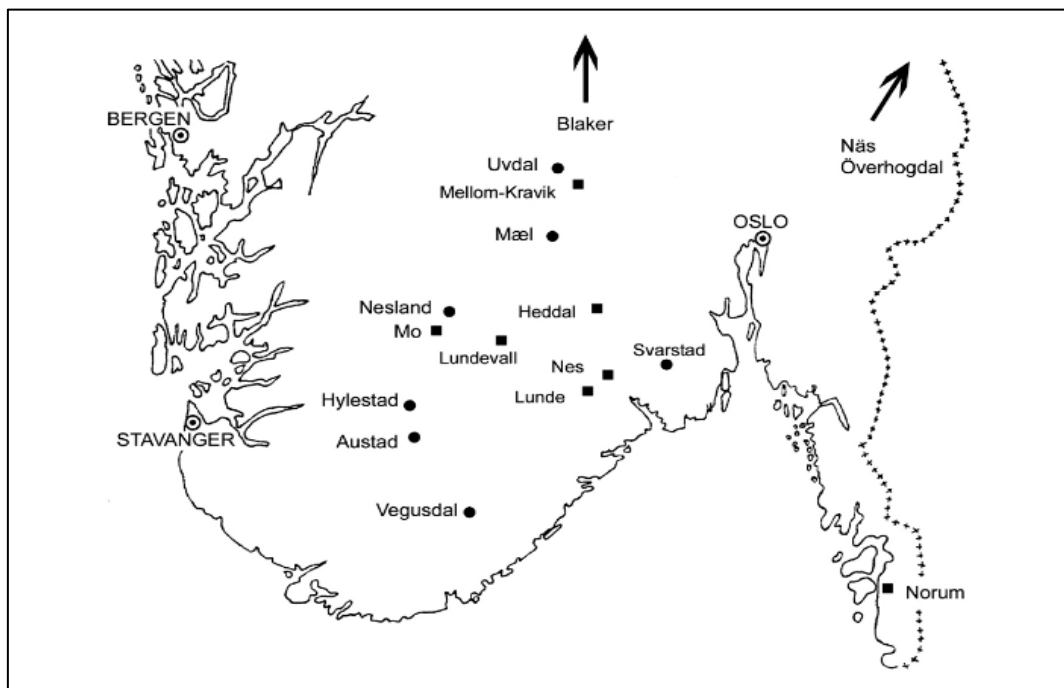 BERGEN
Blaker
Näs
Överhogdal
Uvdal
Mellom-Kravik
OSLO
Mæl
Nesland
Heddal
Mo
Lundevall
Svarstad
Nes
Lunde
Hylestad
STAVANGER
Austad
Vegusdal
Norum